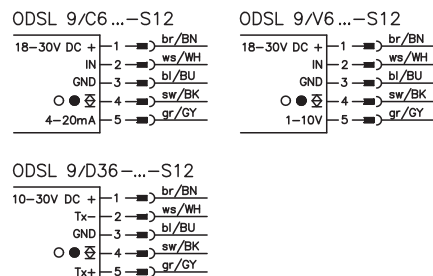 ODSL 9/C6...-S12
18-30V DC + 1 br/BN
IN 2 ws/WH
GND 3 bl/BU
4 sw/BK
4-20mA 5 gr/GY
ODSL 9/V6...-S12
18-30V DC + 1 br/BN
IN 2 ws/WH
GND 3 bl/BU
4 sw/BK
1-10V 5 gr/GY
ODSL 9/D36-...-S12
10-30V DC + 1 br/BN
Tx- 2 ws/WH
GND 3 bl/BU
4 sw/BK
Tx+ 5 gr/GY